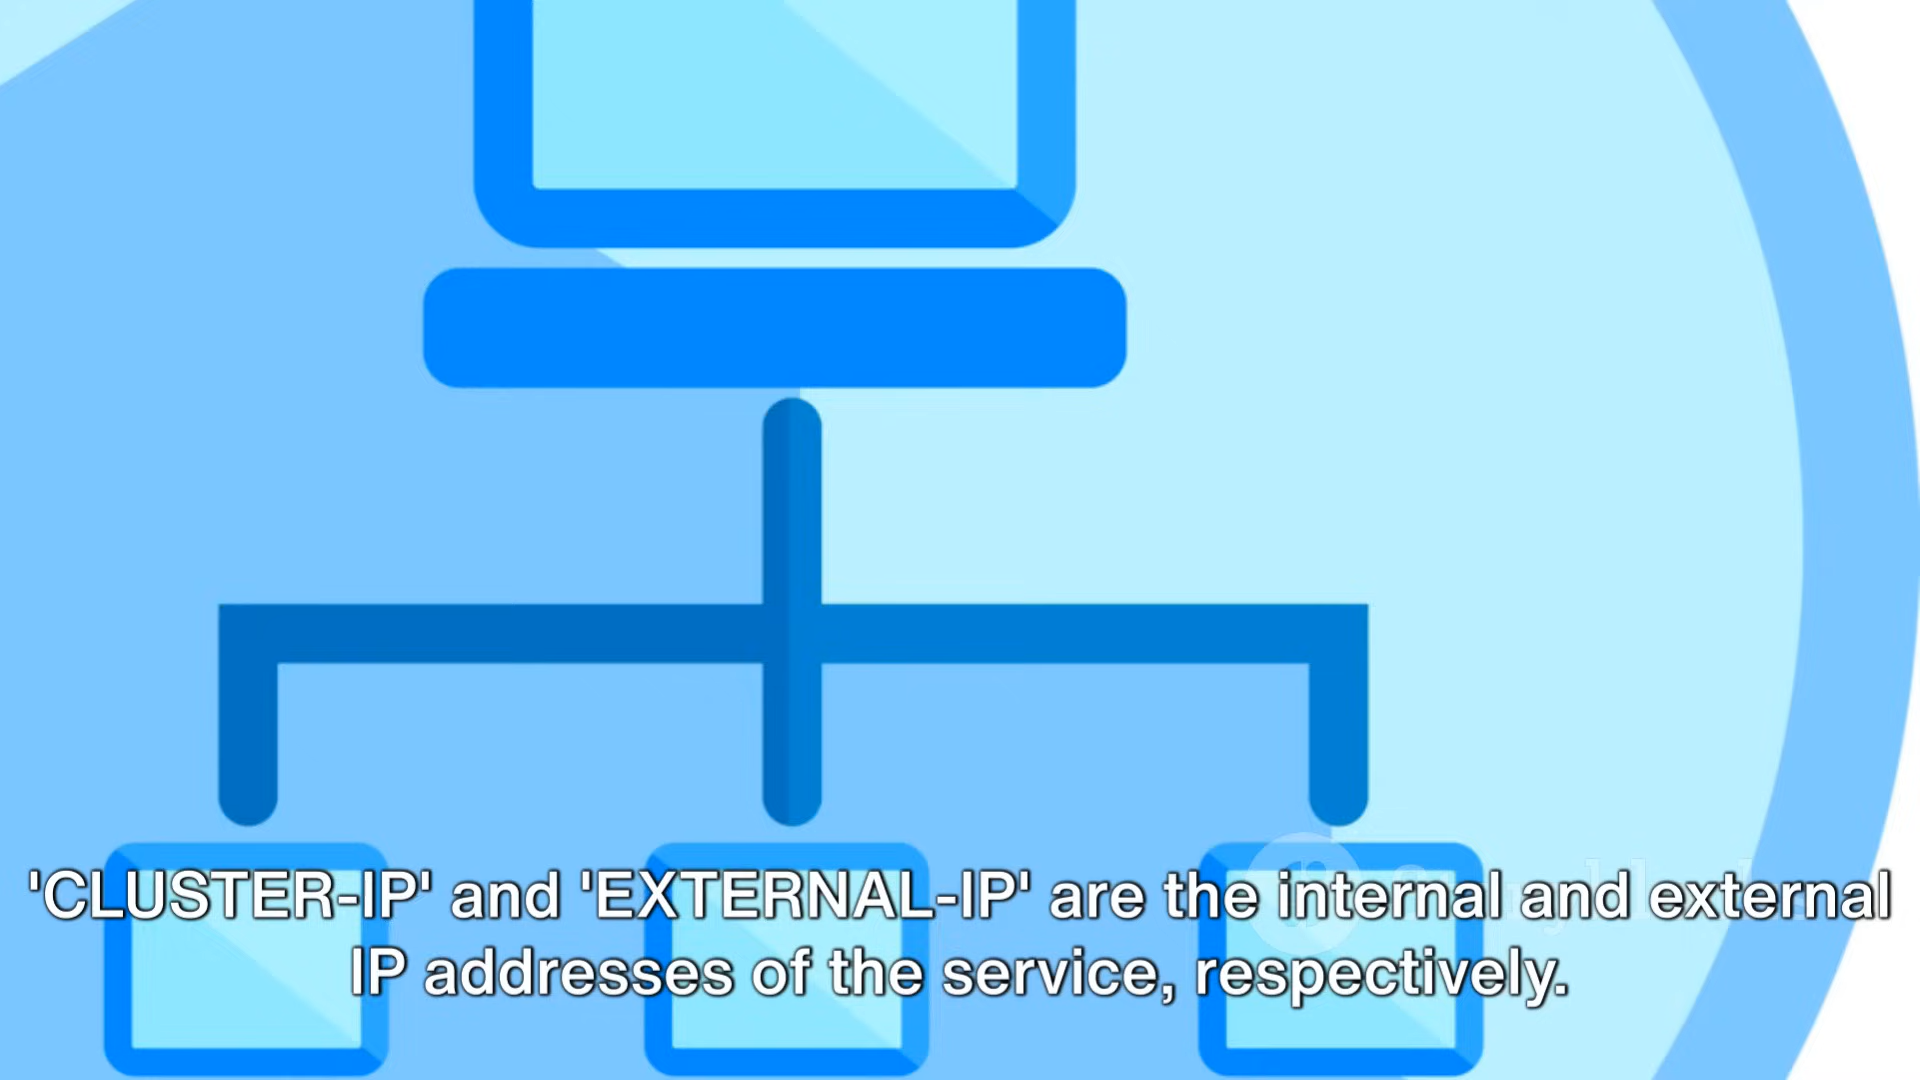 'CLUSTER-IP' and 'EXTERNAL-IP' are the internal and external
IP addresses of the service, respectively.